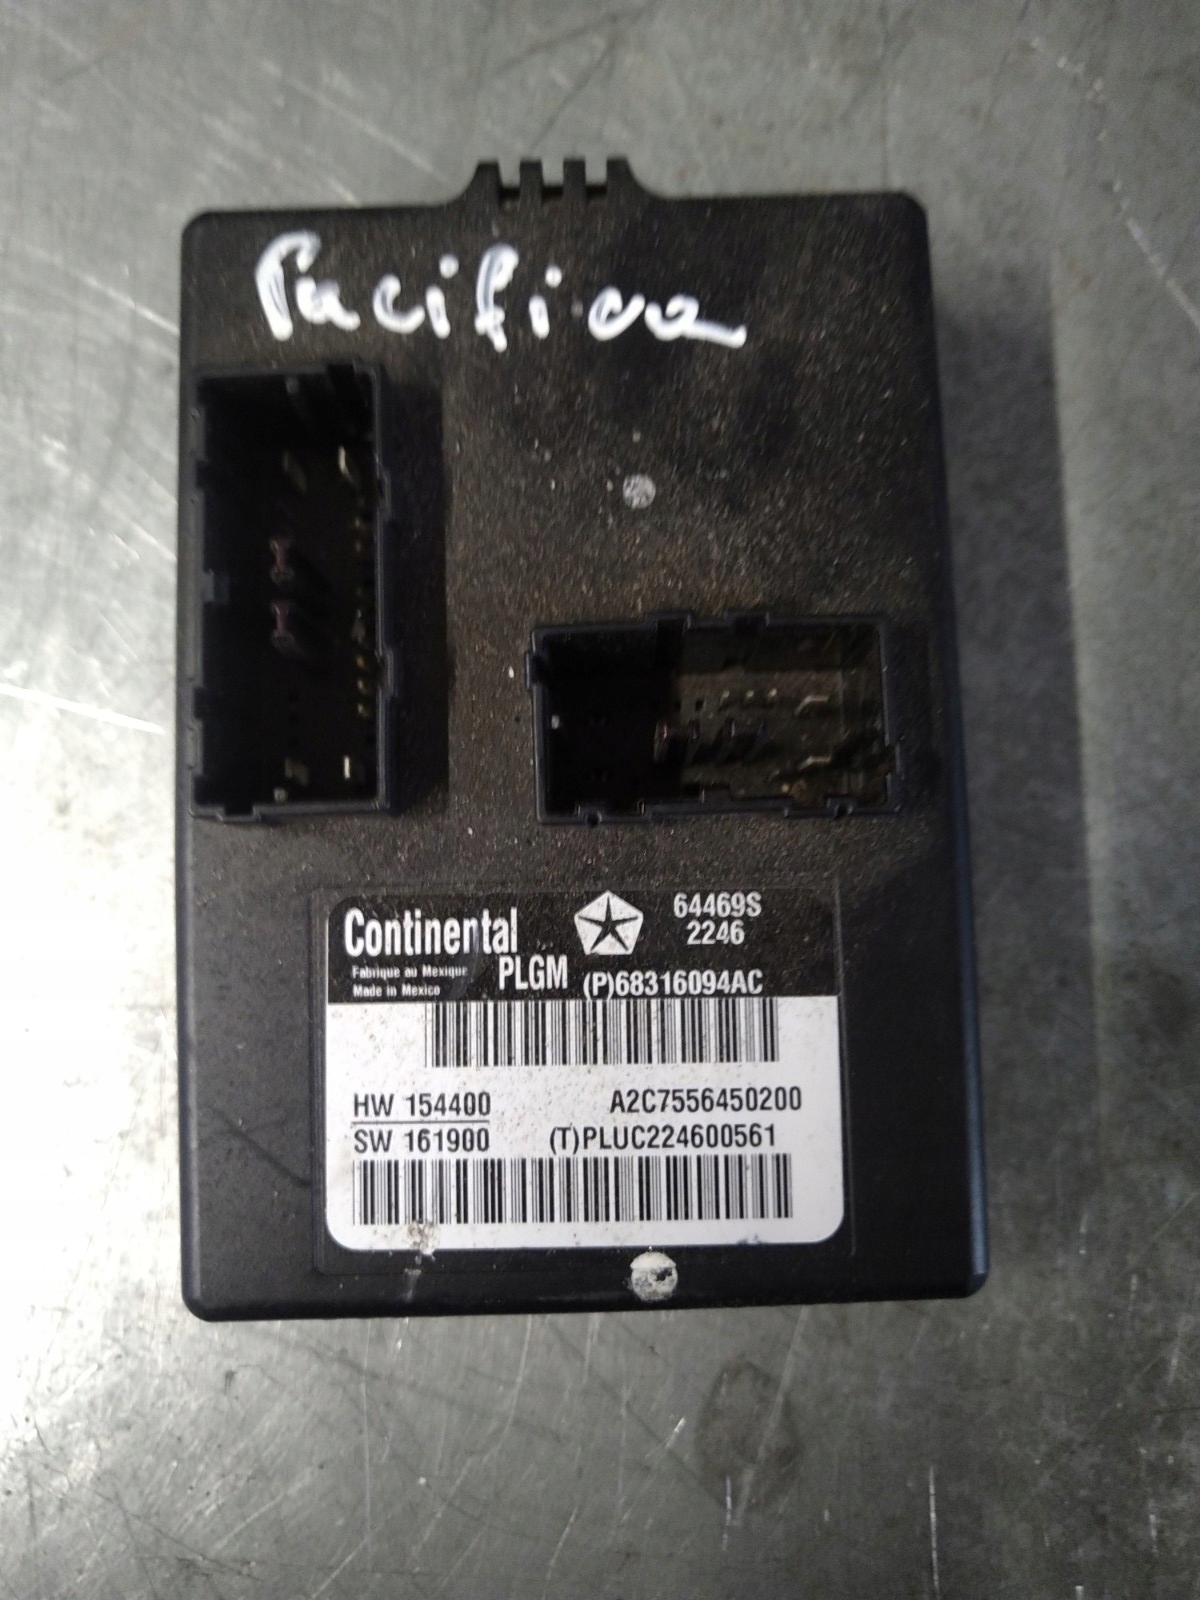 Pacifica
Continental
64469S
2246
Fabrique au Mexique
Made in Mexico
PLGM
(P)68316094AC
HW 154400
A2C7556450200
SW 161900
(T)PLUC224600561